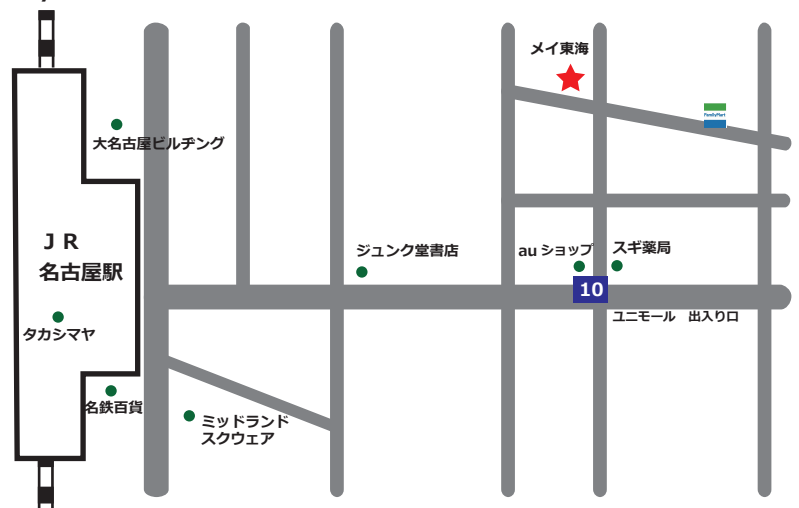 メイ東海
FamilyMart
大名古屋ビルヂング
ＪＲ
名古屋駅
ジュンク堂書店
au ショップ
スギ薬局
10
ユニモール　出入り口
タカシマヤ
名鉄百貨
ミッドランド
スクウェア